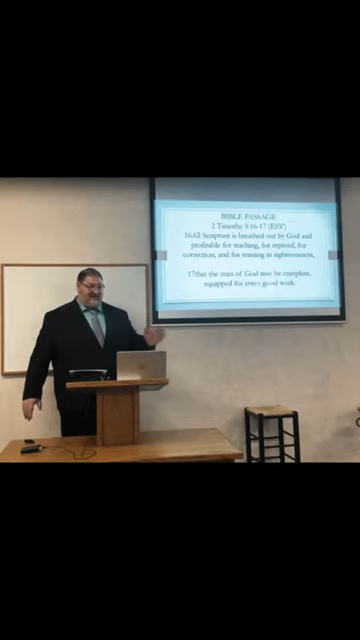 BIBLE PASSAGE
2 Timothy 3:16-17 (ESV)
16All Scripture is breathed out by God and
profitable for teaching, for reproof, for
correction, and for training in righteousness,
17that the man of God may be complete,
equipped for every good work.